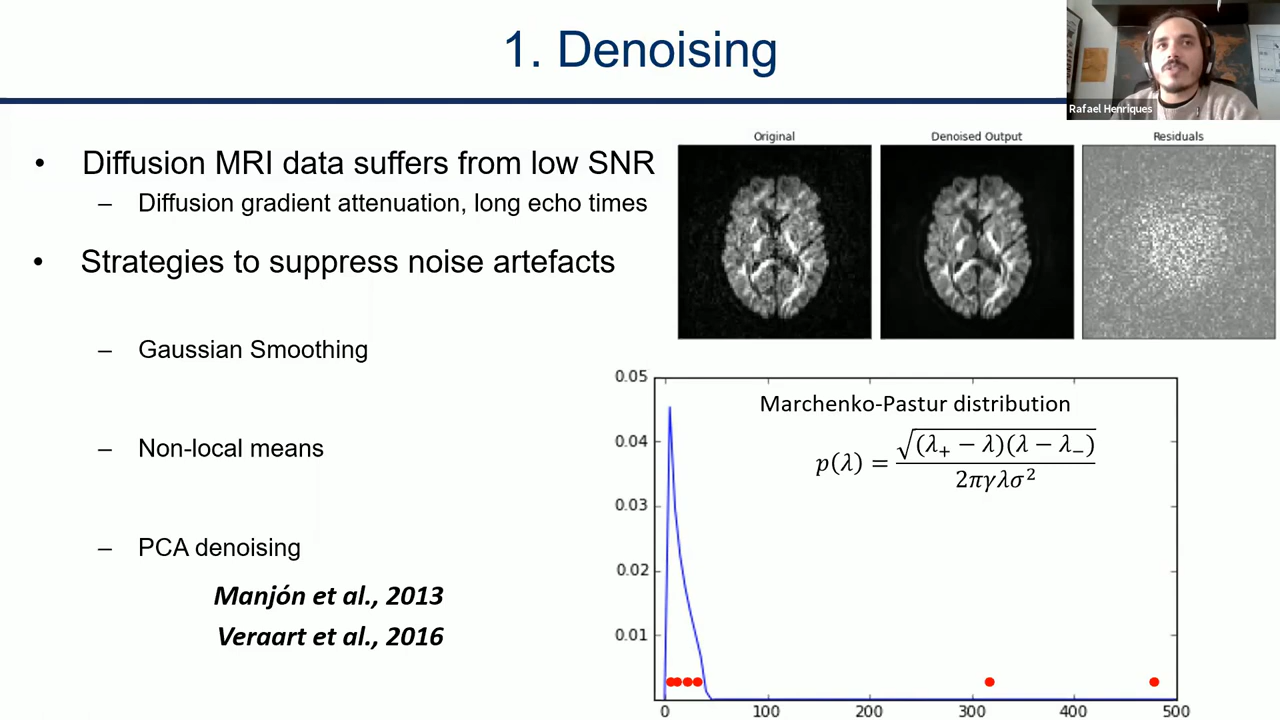 1. Denoising
Rafael Henriques
• Diffusion MRI data suffers from low SNR
– Diffusion gradient attenuation, long echo times
• Strategies to suppress noise artefacts
– Gaussian Smoothing
– Non-local means
– PCA denoising
Manjón et al., 2013
Veraart et al., 2016
Original
Denoised Output
Residuals
Marchenko-Pastur distribution
p(λ) = √((λ₊ − λ)(λ − λ₋)) / 2πγλσ²
0.05
0.04
0.03
0.02
0.01
0 100 200 300 400 500